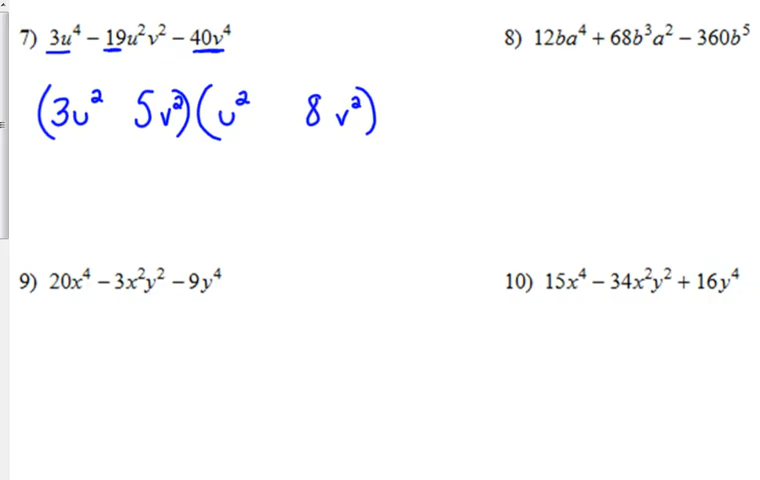 7) 3u⁴ − 19u²v² − 40v⁴
8) 12ba⁴ + 68b³a² − 360b⁵
(3u² 5v²)(u² 8v²)
9) 20x⁴ − 3x²y² − 9y⁴
10) 15x⁴ − 34x²y² + 16y⁴